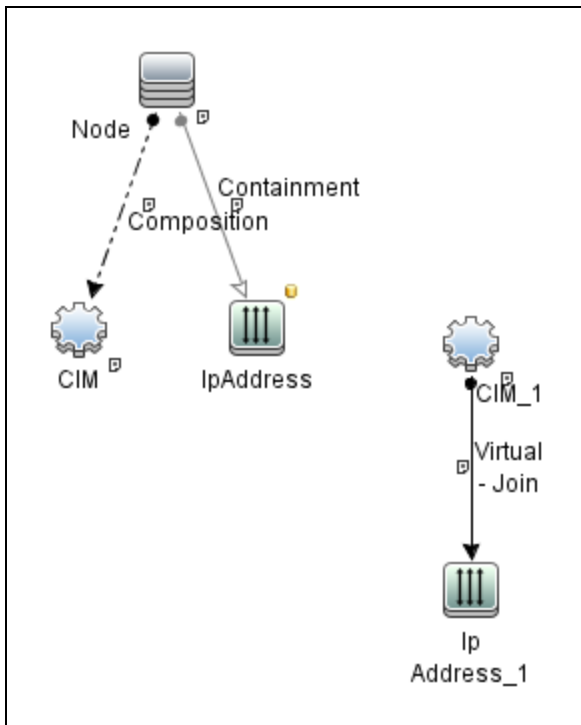 Node
Containment
Composition
CIM
IpAddress
CIM_1
Virtual
- Join
Ip
Address_1